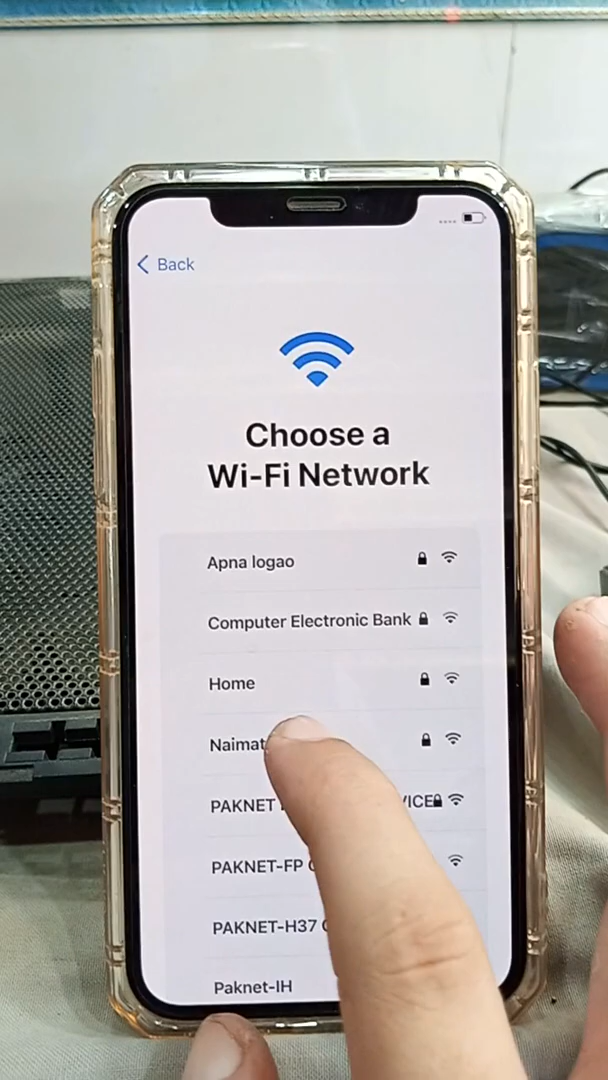 Back
Choose a
Wi-Fi Network
Apna logao
Computer Electronic Bank
Home
Naimat
PAKNET
PAKNET-FP
PAKNET-H37
Paknet-IH